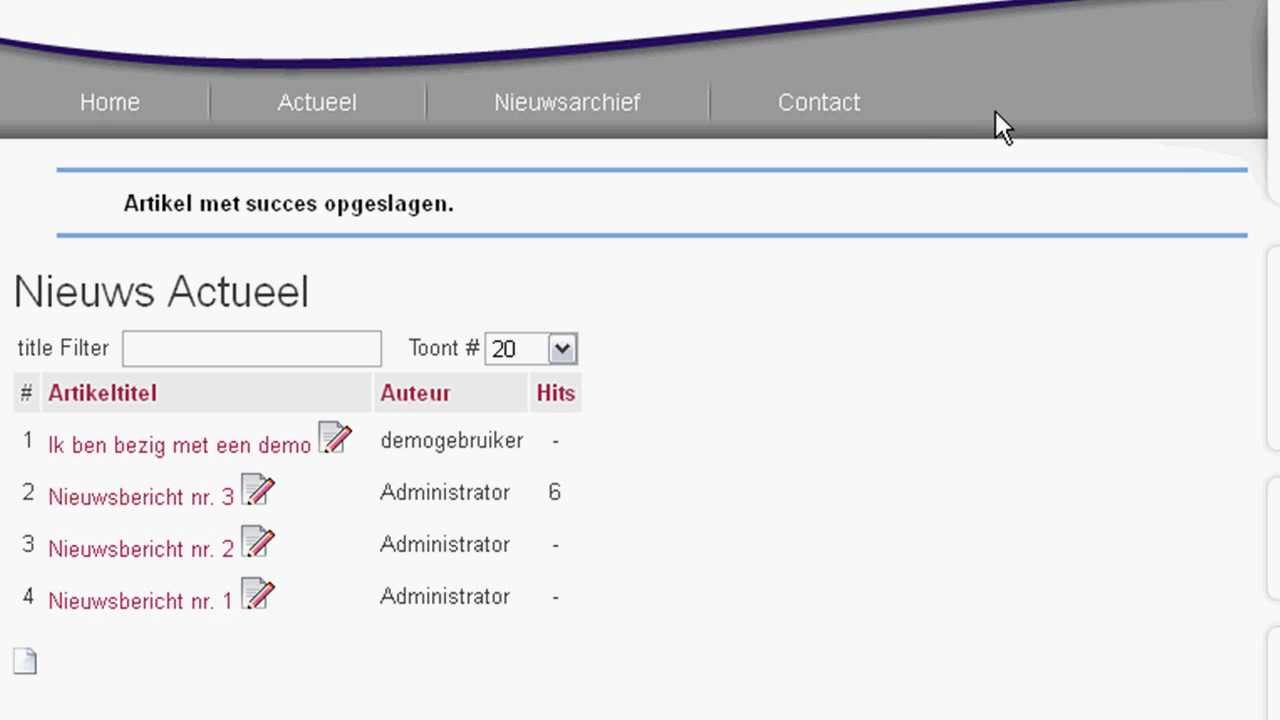 Home Actueel Nieuwsarchief Contact
Artikel met succes opgeslagen.
Nieuws Actueel
title Filter Toont # 20
# Artikeltitel Auteur Hits
1 Ik ben bezig met een demo demogebruiker -
2 Nieuwsbericht nr. 3 Administrator 6
3 Nieuwsbericht nr. 2 Administrator -
4 Nieuwsbericht nr. 1 Administrator -